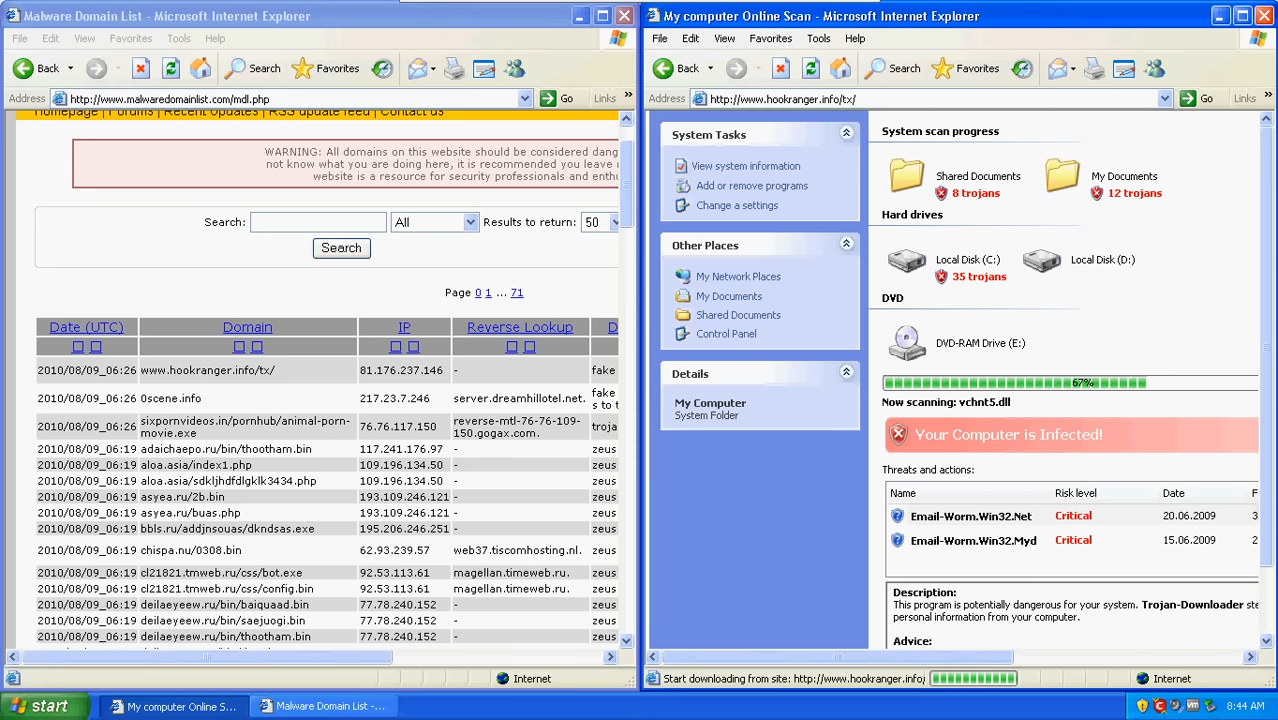 Malware Domain List - Microsoft Internet Explorer
File Edit View Favorites Tools Help
Back Search Favorites
Address http://www.malwaredomainlist.com/mdl.php Go Links »
Homepage | Forums | Recent Updates | RSS update feed | Contact us
WARNING: All domains on this website should be considered dang
not know what you are doing here, it is recommended you leave
website is a resource for security professionals and enthu
Search: All Results to return: 50
Search
Page 0 1 ... 71
Date (UTC) Domain IP Reverse Lookup D
2010/08/09_06:26 www.hookranger.info/tx/ 81.176.237.146 - fake
2010/08/09_06:26 0scene.info 217.23.7.246 server.dreamhillotel.net. fake
s to t
2010/08/09_06:26 sixpornvideos.in/pornhub/animal-porn-movie.exe 76.76.117.150 reverse-mtl-76-76-109-150.gogax.com. troja
2010/08/09_06:19 adaichaepo.ru/bin/thootham.bin 117.241.176.97 - zeus
2010/08/09_06:19 aloa.asia/index1.php 109.196.134.50 - zeus
2010/08/09_06:19 aloa.asia/sdkljhdfdlgklk3434.php 109.196.134.50 - zeus
2010/08/09_06:19 asyea.ru/2b.bin 193.109.246.121 - zeus
2010/08/09_06:19 asyea.ru/buas.php 193.109.246.121 - zeus
2010/08/09_06:19 bbls.ru/addjnsouas/dkndsas.exe 195.206.246.251 - zeus
2010/08/09_06:19 chispa.nu/0308.bin 62.93.239.57 web37.tiscomhosting.nl. zeus
2010/08/09_06:19 cl21821.tmweb.ru/css/bot.exe 92.53.113.61 magellan.timeweb.ru. zeus
2010/08/09_06:19 cl21821.tmweb.ru/css/config.bin 92.53.113.61 magellan.timeweb.ru. zeus
2010/08/09_06:19 deilaeyeew.ru/bin/baiquaad.bin 77.78.240.152 - zeus
2010/08/09_06:19 deilaeyeew.ru/bin/saejuogi.bin 77.78.240.152 - zeus
2010/08/09_06:19 deilaeyeew.ru/bin/thootham.bin 77.78.240.152 - zeus
Internet
My computer Online Scan - Microsoft Internet Explorer
File Edit View Favorites Tools Help
Back Search Favorites
Address http://www.hookranger.info/tx/ Go Links »
System Tasks
View system information
Add or remove programs
Change a settings
Other Places
My Network Places
My Documents
Shared Documents
Control Panel
Details
My Computer
System Folder
System scan progress
Shared Documents My Documents
8 trojans 12 trojans
Hard drives
Local Disk (C:) Local Disk (D:)
35 trojans
DVD
DVD-RAM Drive (E:)
67%
Now scanning: vchnt5.dll
Your Computer is Infected!
Threats and actions:
Name Risk level Date F
Email-Worm.Win32.Net Critical 20.06.2009 3
Email-Worm.Win32.Myd Critical 15.06.2009 2
Description:
This program is potentially dangerous for your system. Trojan-Downloader ste
personal information from your computer.
Advice:
Start downloading from site: http://www.hookranger.info/ Internet
start My computer Online S... Malware Domain List -... 8:44 AM